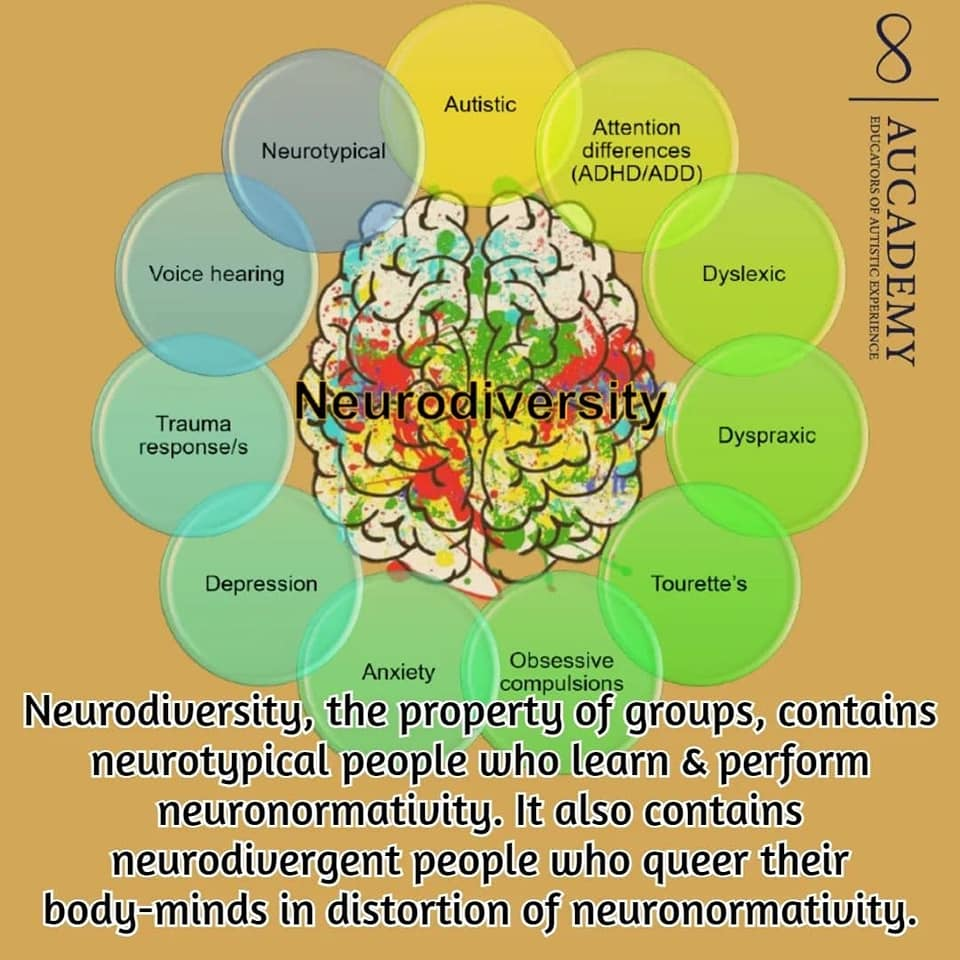 Autistic
Attention
differences
(ADHD/ADD)
Dyslexic
Dyspraxic
Tourette's
Obsessive
compulsions
Anxiety
Depression
Trauma
response/s
Voice hearing
Neurotypical
Neurodiversity
AUCADEMY
EDUCATORS OF AUTISTIC EXPERIENCE
Neurodiversity, the property of groups, contains
neurotypical people who learn & perform
neuronormativity. It also contains
neurodivergent people who queer their
body-minds in distortion of neuronormativity.